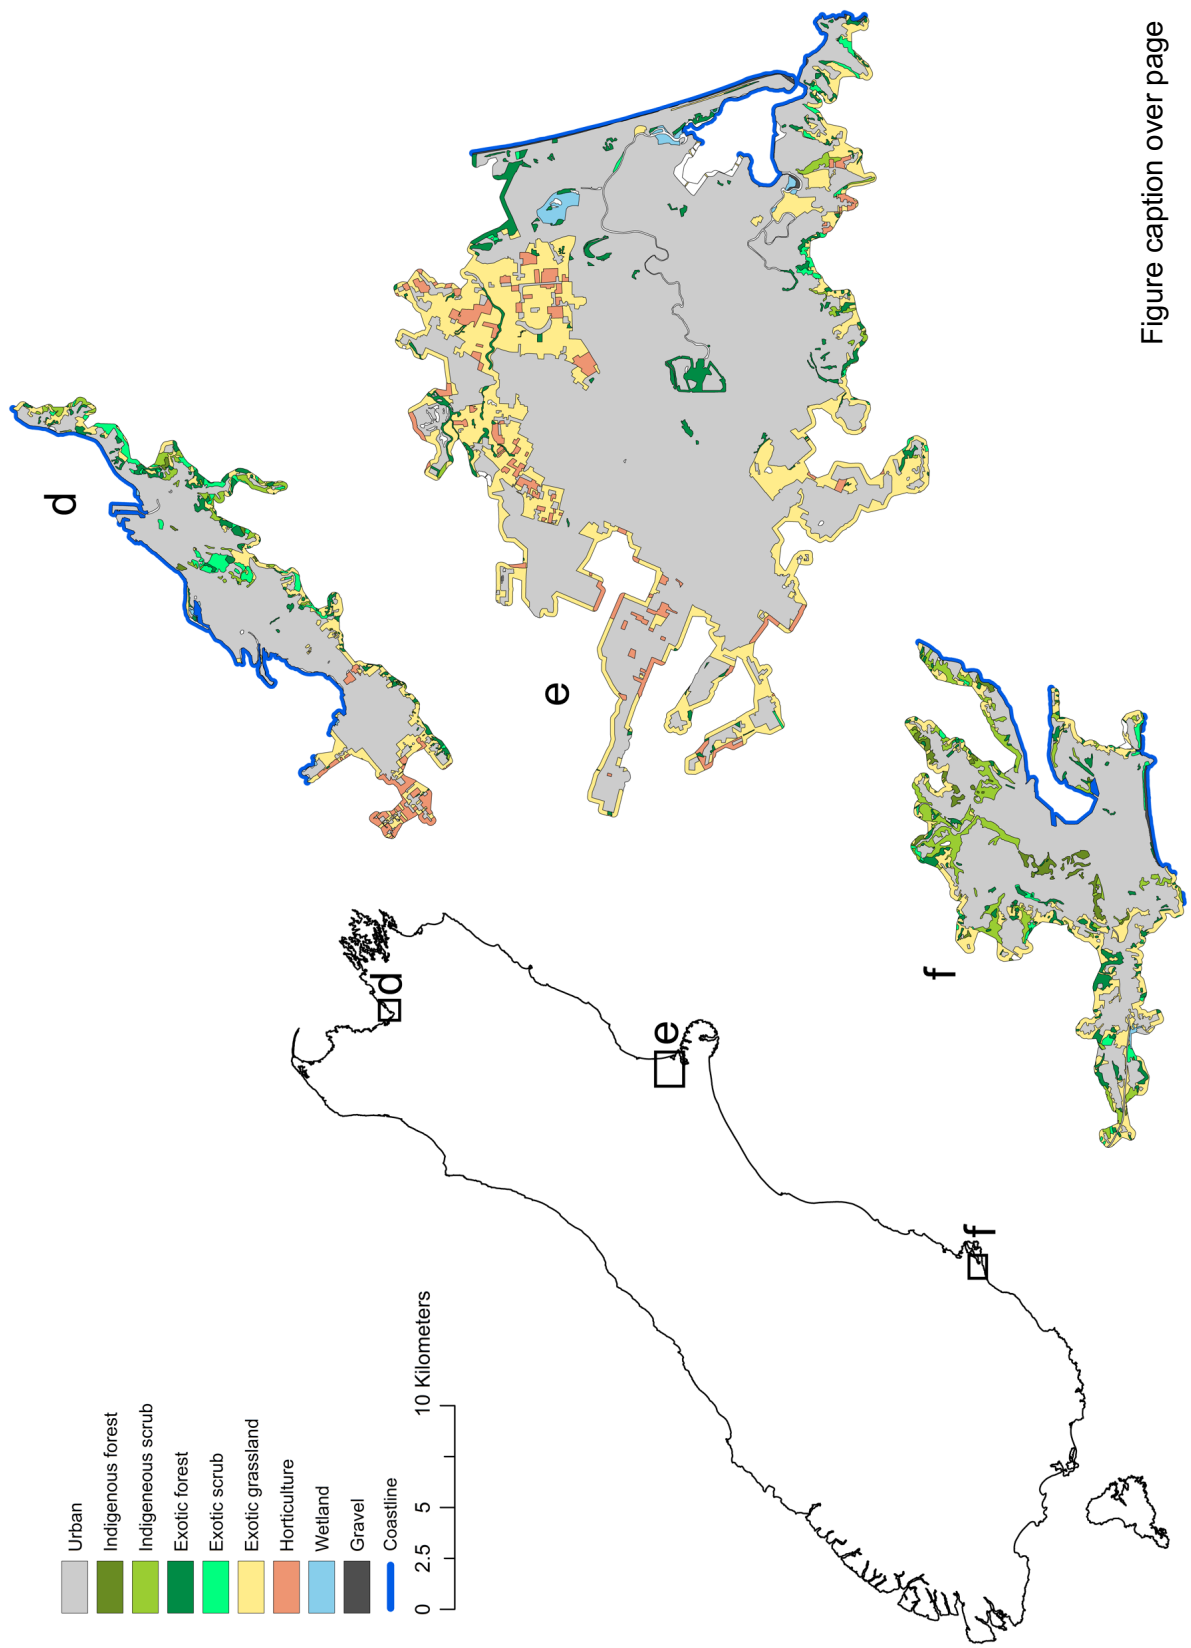 Urban
Indigenous forest
Indigeneous scrub
Exotic forest
Exotic scrub
Exotic grassland
Horticulture
Wetland
Gravel
Coastline
0 2.5 5 10 Kilometers
d
e
f
d
e
f
Figure caption over page